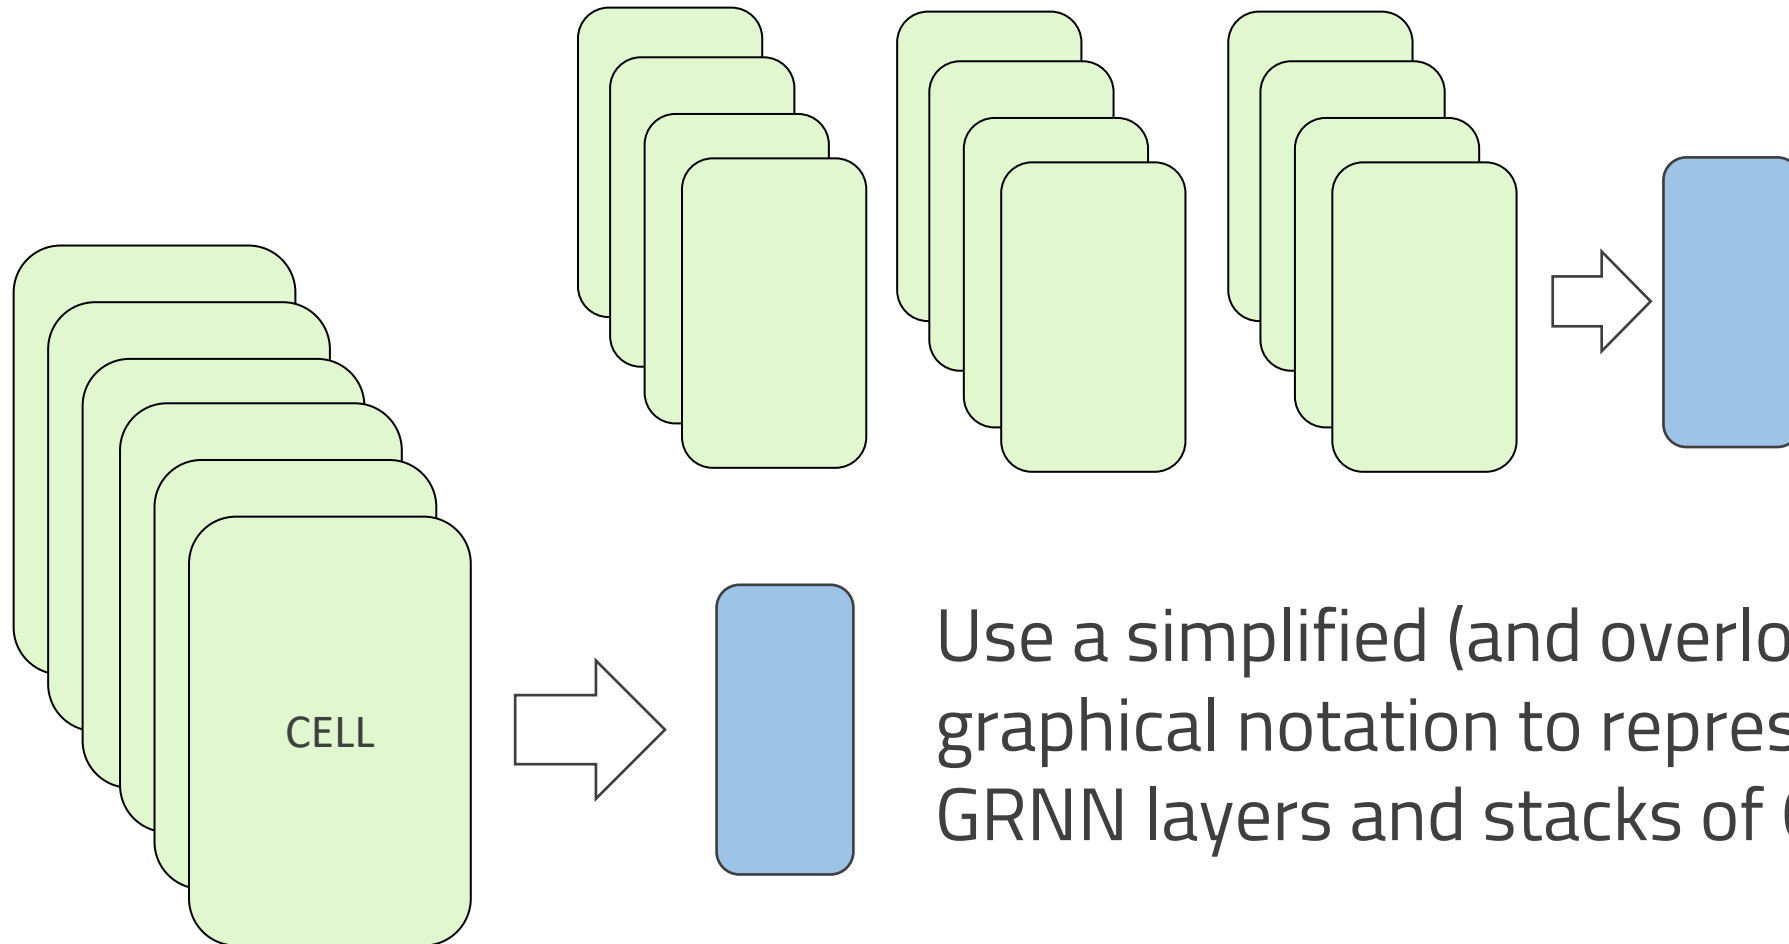 CELL
Use a simplified (and overlo
graphical notation to repres
GRNN layers and stacks of